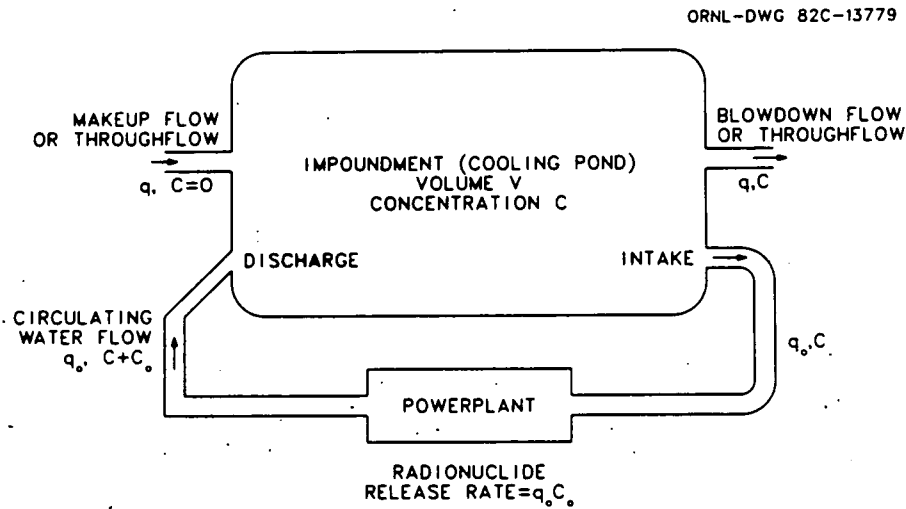 ORNL-DWG 82C-13779
MAKEUP FLOW
OR THROUGHFLOW
q, C=0
IMPOUNDMENT (COOLING POND)
VOLUME V
CONCENTRATION C
BLOWDOWN FLOW
OR THROUGHFLOW
q,C
DISCHARGE
INTAKE
CIRCULATING
WATER FLOW
q₀, C+C₀
q₀,C
POWERPLANT
RADIONUCLIDE
RELEASE RATE=q₀C₀